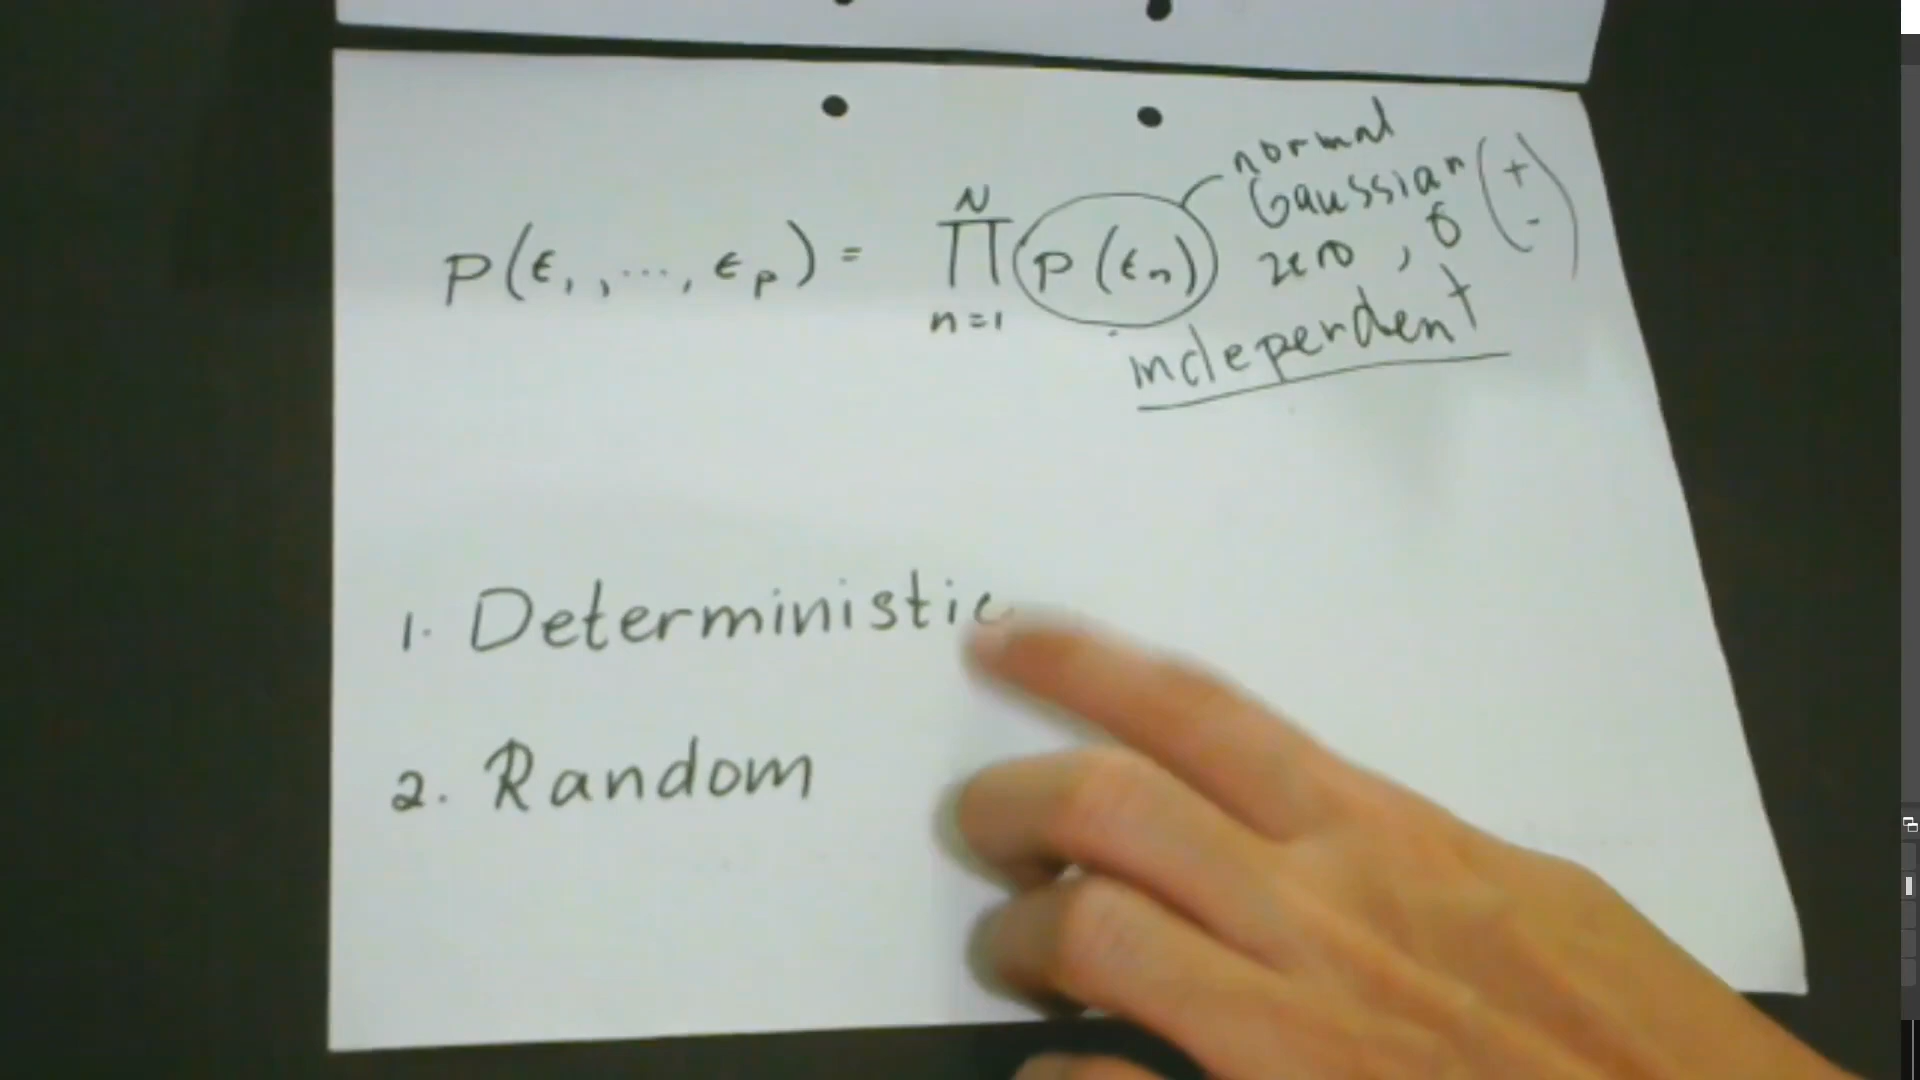 p(ϵ₁, ..., ϵₚ) = ∏ₙ₌₁ᴺ p(ϵₙ)
normal
Gaussian (+
zero, σ -)
independent
1. Deterministic
2. Random